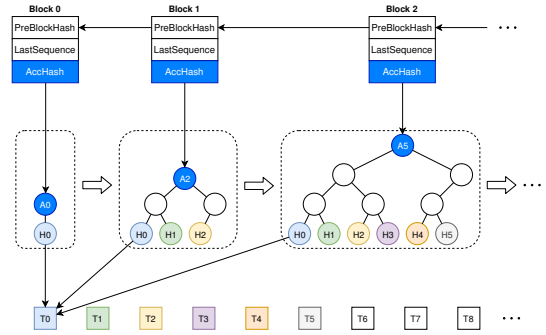 Block 0 Block 1 Block 2
PreBlockHash PreBlockHash PreBlockHash ...
LastSequence LastSequence LastSequence
AccHash AccHash AccHash
A5
A2
A0 ...
H0 H0 H1 H2 H0 H1 H2 H3 H4 H5
T0 T1 T2 T3 T4 T5 T6 T7 T8 ...